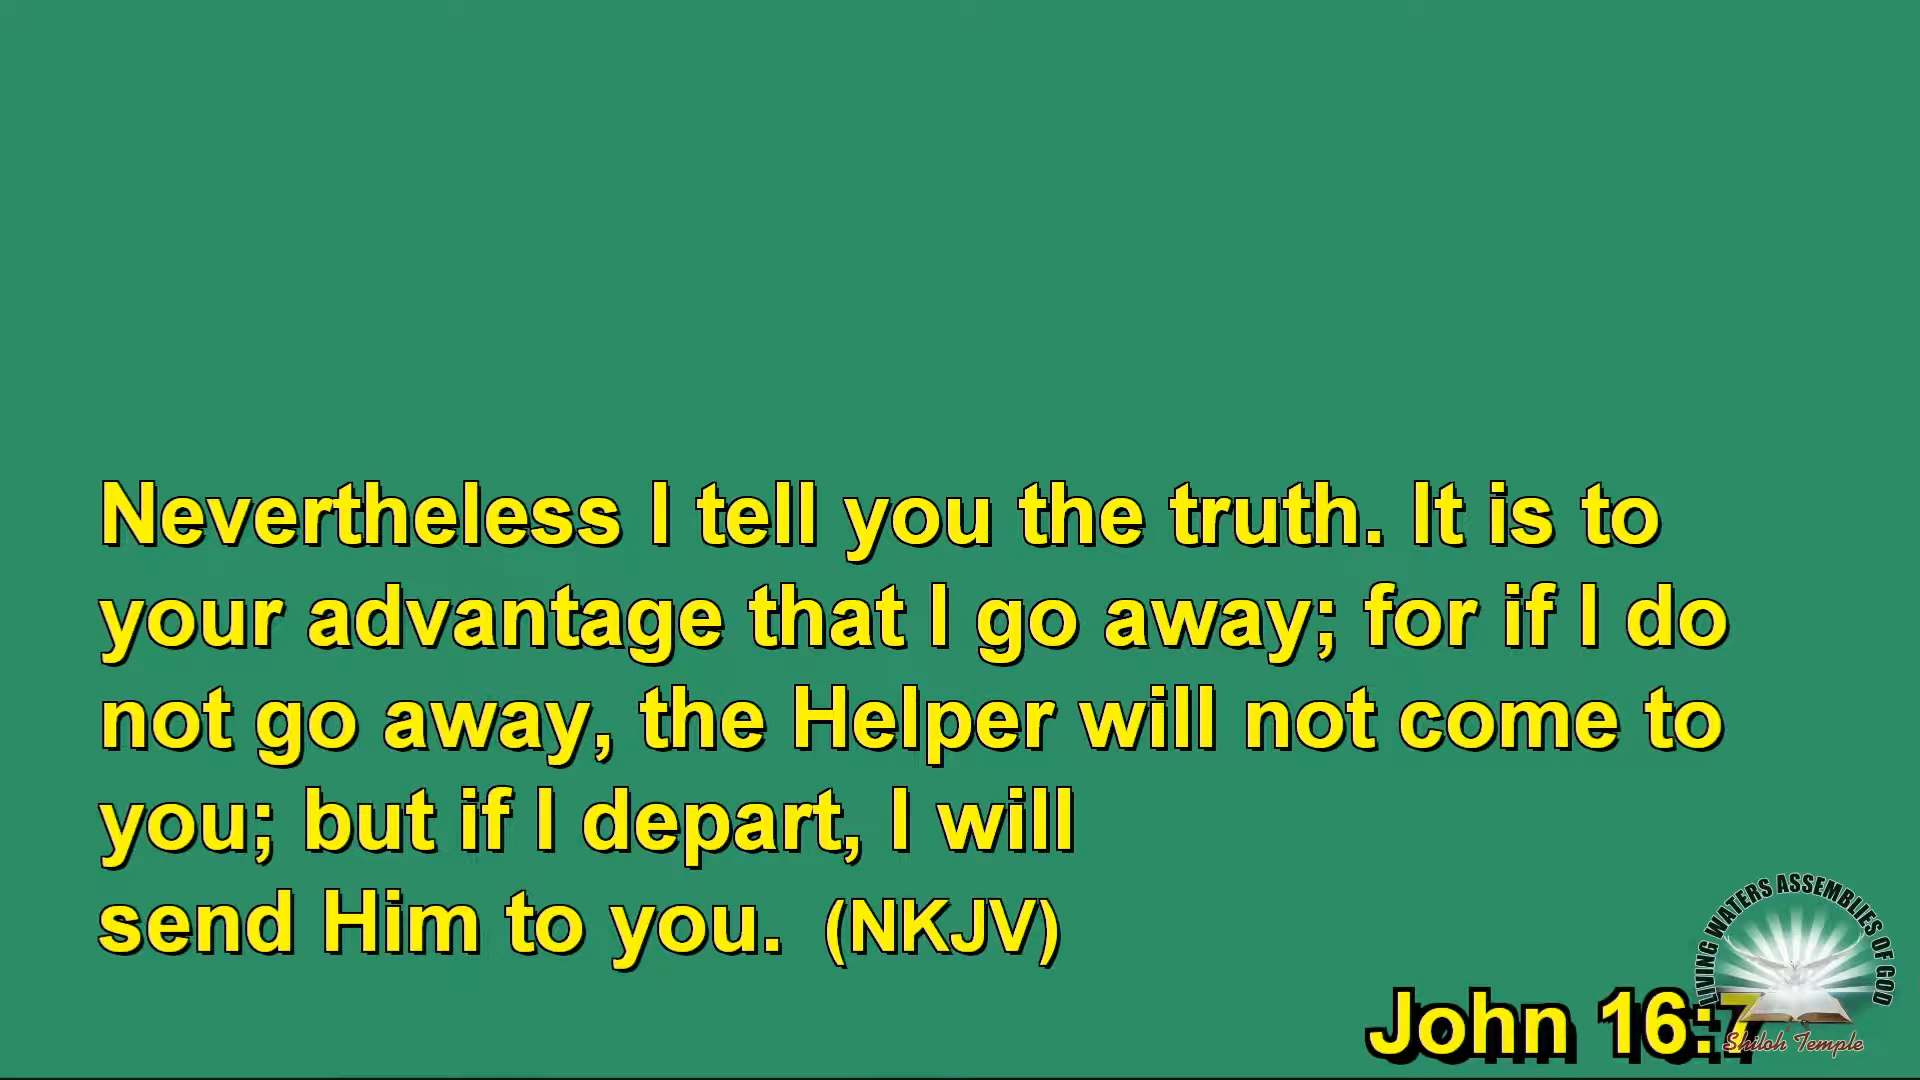 Nevertheless I tell you the truth. It is to
your advantage that I go away; for if I do
not go away, the Helper will not come to
you; but if I depart, I will
send Him to you. (NKJV)
John 16:7
LIVING WATERS ASSEMBLIES OF GOD
Shiloh Temple